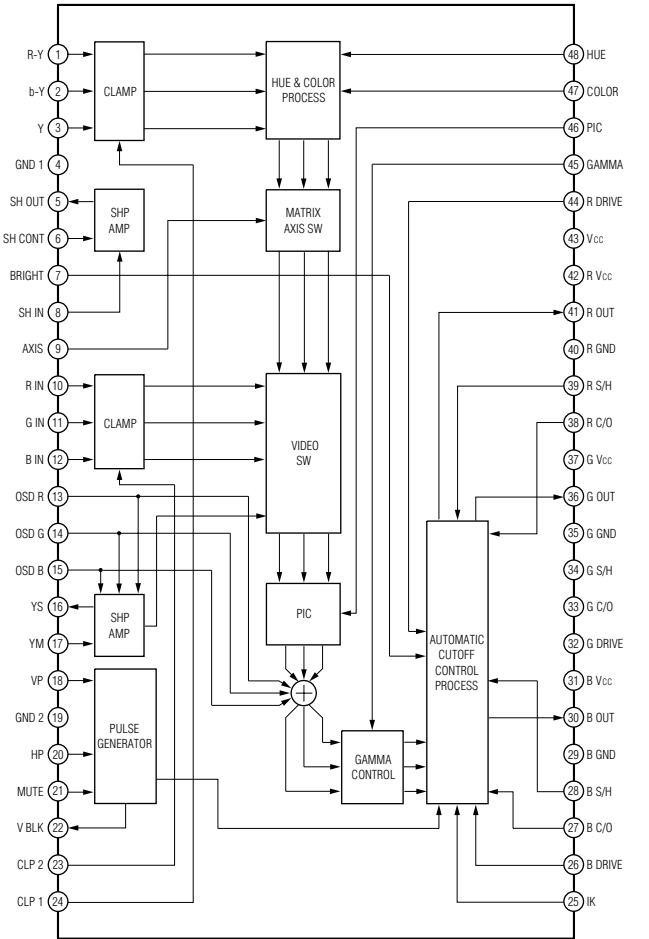 R-Y 1
b-Y 2
Y 3
GND 1 4
SH OUT 5
SH CONT 6
BRIGHT 7
SH IN 8
AXIS 9
R IN 10
G IN 11
B IN 12
OSD R 13
OSD G 14
OSD B 15
YS 16
YM 17
VP 18
GND 2 19
HP 20
MUTE 21
V BLK 22
CLP 2 23
CLP 1 24
CLAMP
SHP
AMP
CLAMP
SHP
AMP
PULSE
GENERATOR
HUE & COLOR
PROCESS
MATRIX
AXIS SW
VIDEO
SW
PIC
GAMMA
CONTROL
AUTOMATIC
CUTOFF
CONTROL
PROCESS
48 HUE
47 COLOR
46 PIC
45 GAMMA
44 R DRIVE
43 Vcc
42 R Vcc
41 R OUT
40 R GND
39 R S/H
38 R C/O
37 G Vcc
36 G OUT
35 G GND
34 G S/H
33 G C/O
32 G DRIVE
31 B Vcc
30 B OUT
29 B GND
28 B S/H
27 B C/O
26 B DRIVE
25 IK